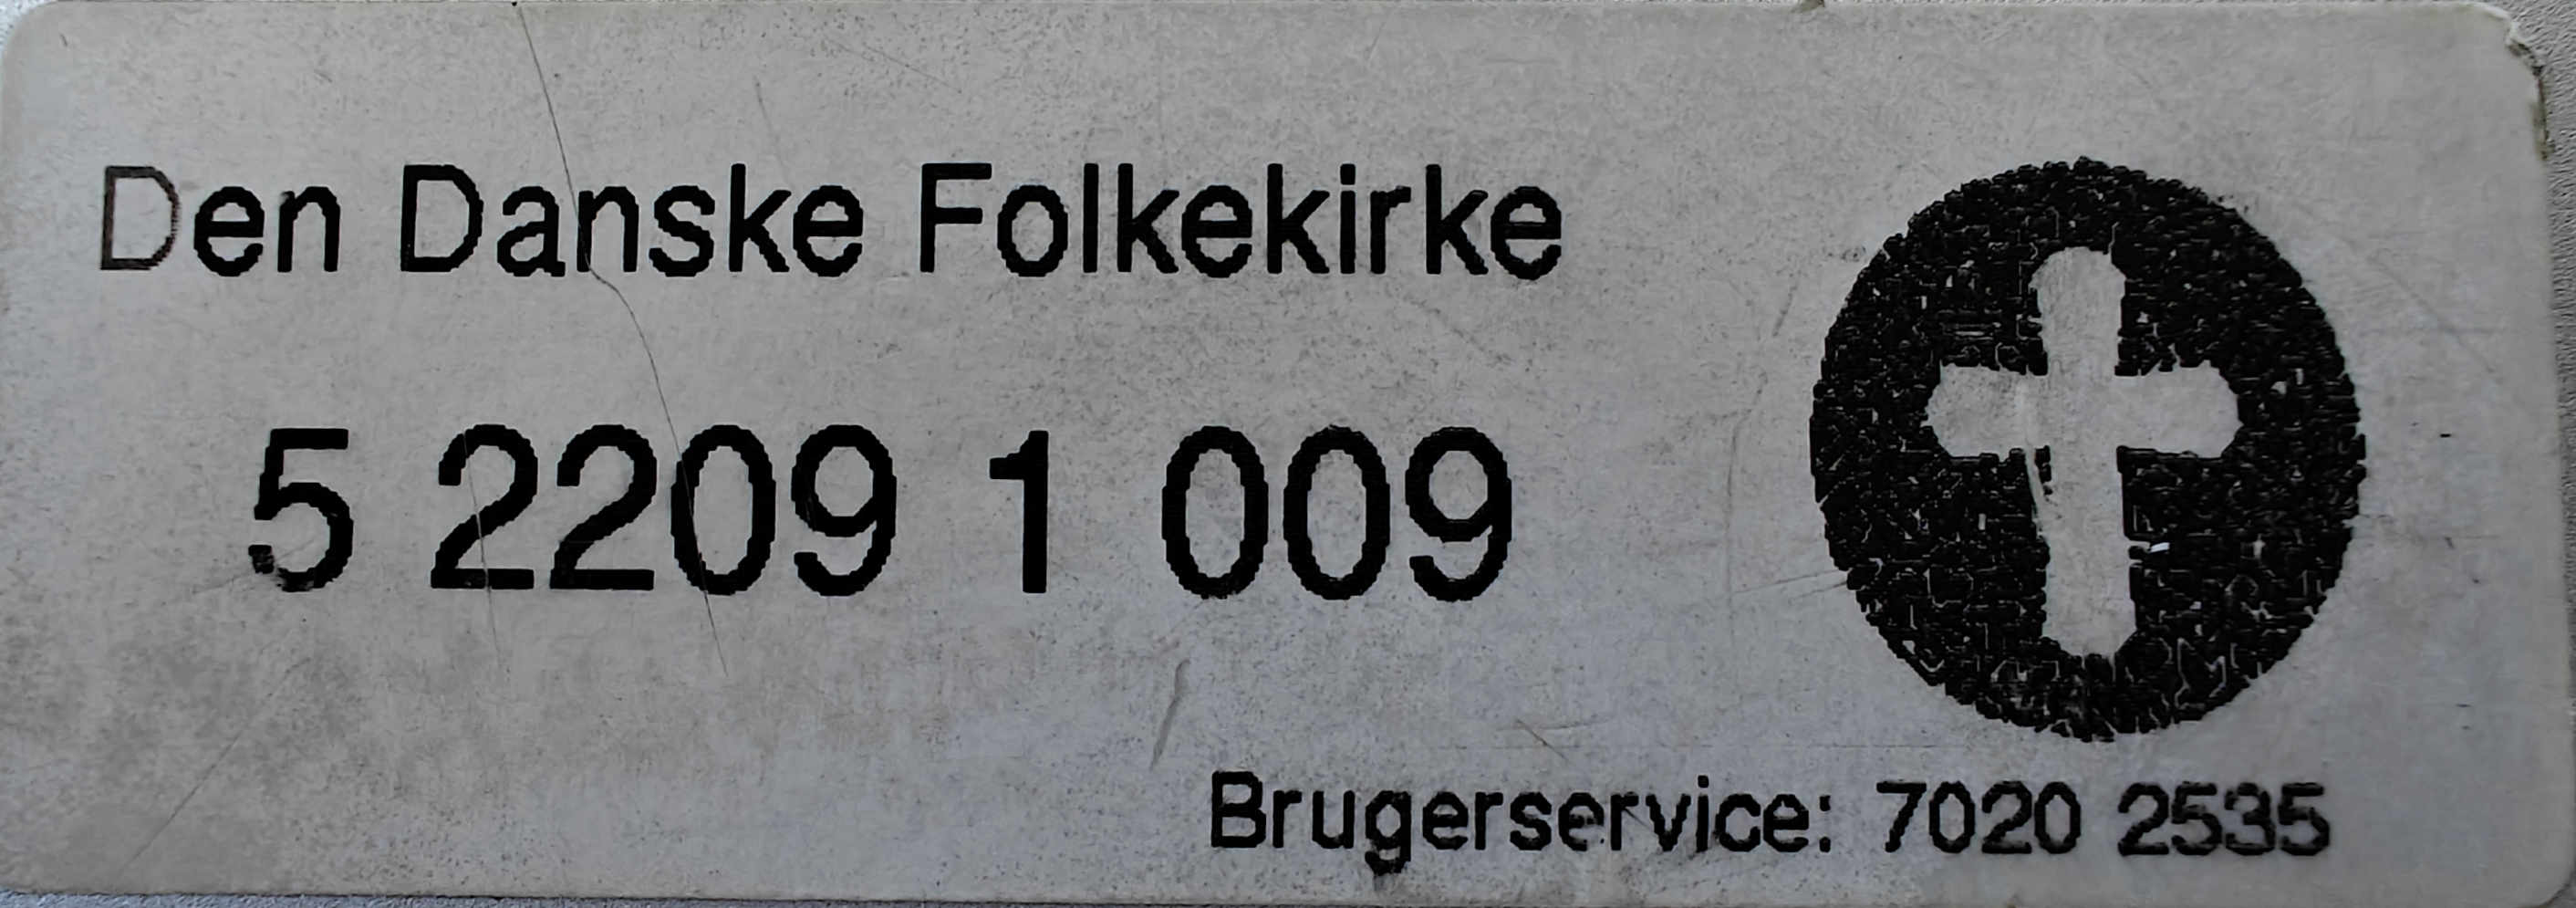 Den Danske Folkekirke
5 2209 1 009
Brugerservice: 7020 2535